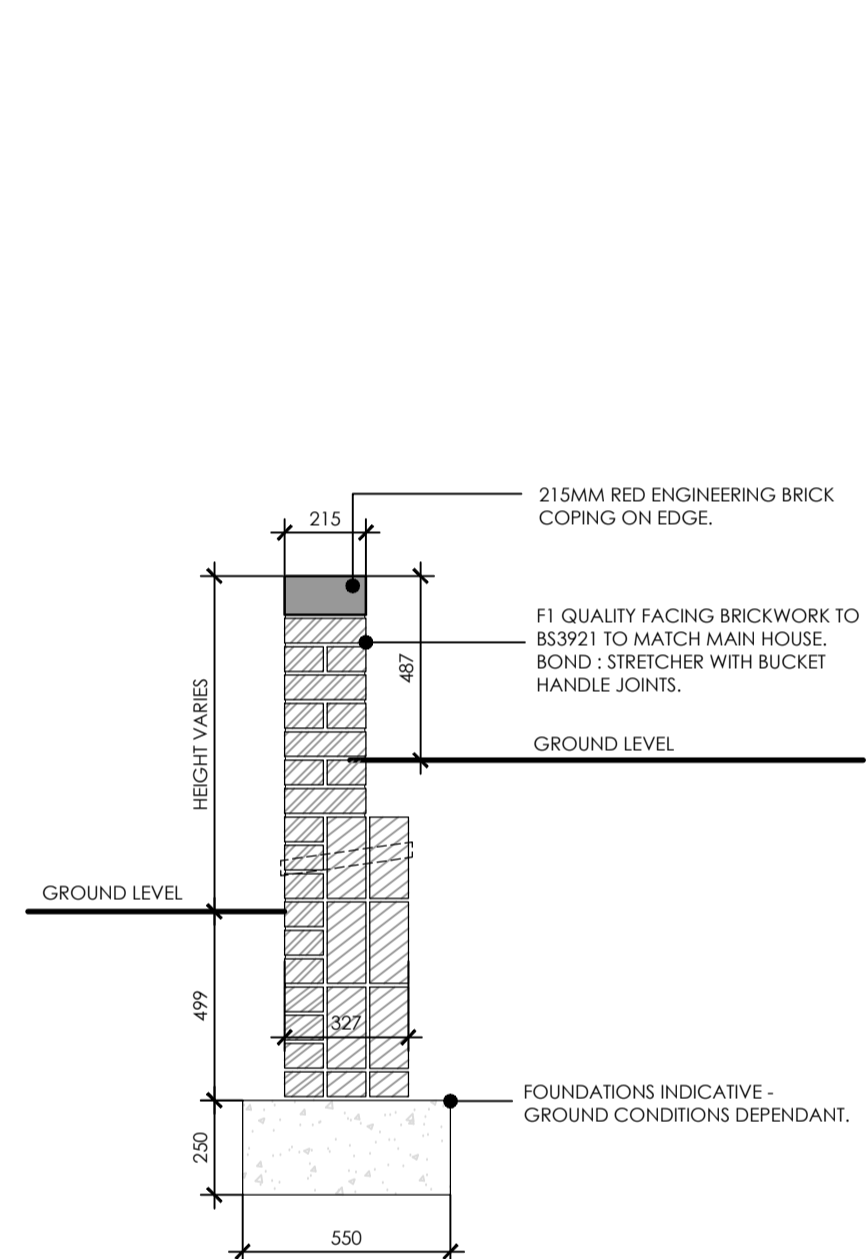 215MM RED ENGINEERING BRICK
COPING ON EDGE.
215
F1 QUALITY FACING BRICKWORK TO
BS3921 TO MATCH MAIN HOUSE.
BOND : STRETCHER WITH BUCKET
HANDLE JOINTS.
487
HEIGHT VARIES
GROUND LEVEL
GROUND LEVEL
499
327
FOUNDATIONS INDICATIVE -
GROUND CONDITIONS DEPENDANT.
250
550